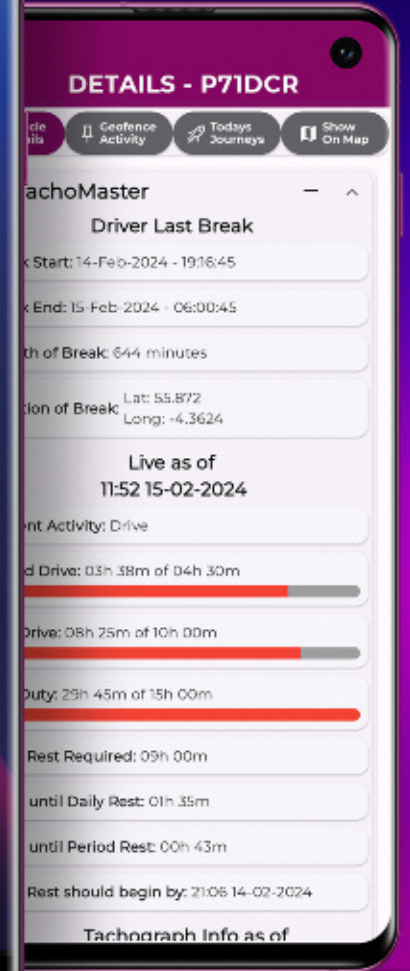 DETAILS - P71DCR
Geofence
Activity
Todays
Journeys
Show
On Map
achoMaster
Driver Last Break
Start: 14-Feb-2024 - 19:16:45
End: 15-Feb-2024 - 06:00:45
th of Break: 644 minutes
ion of Break: Lat: 55.872
Long: -4.3624
Live as of
11:52 15-02-2024
nt Activity: Drive
d Drive: 03h 38m of 04h 30m
Drive: 08h 25m of 10h 00m
Duty: 29h 45m of 15h 00m
Rest Required: 09h 00m
until Daily Rest: 01h 35m
until Period Rest: 00h 43m
Rest should begin by: 21:06 14-02-2024
Tachograph Info as of